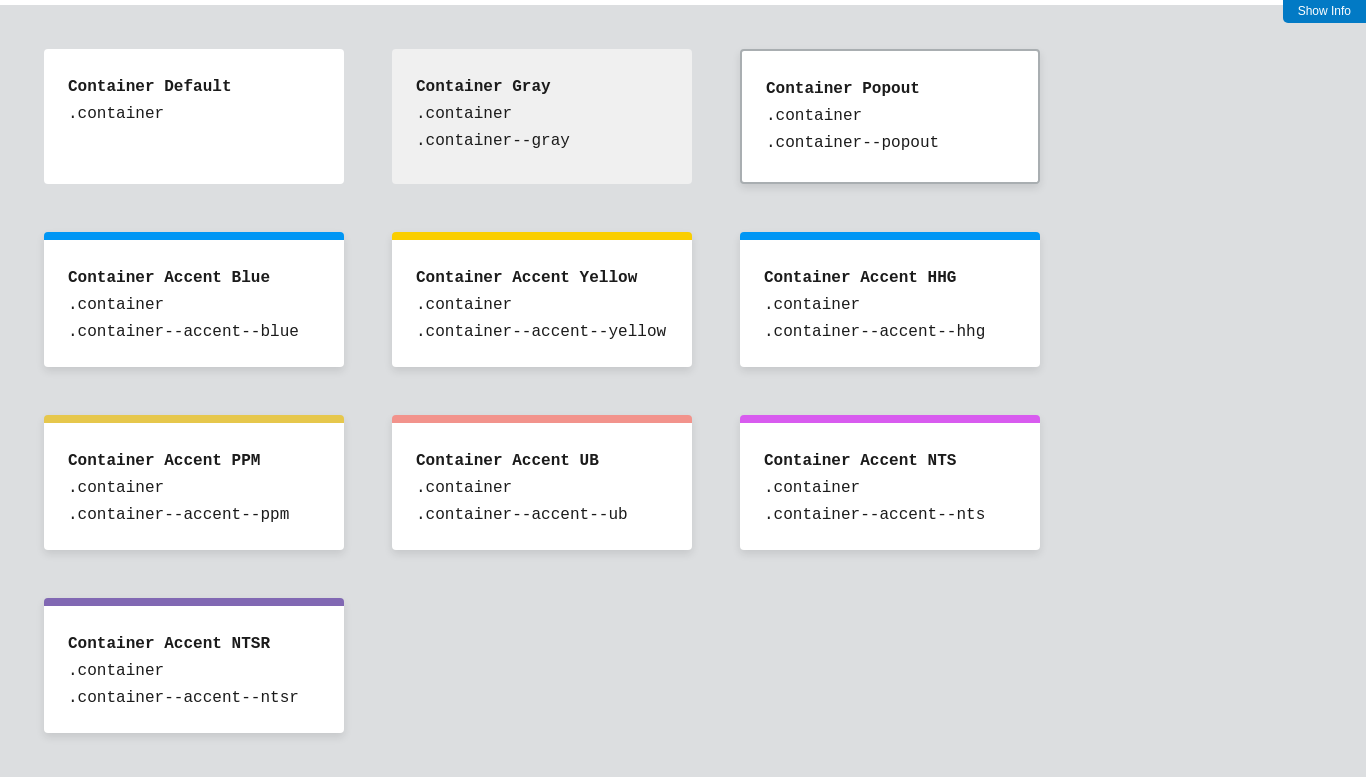 Show Info
Container Default
.container
Container Gray
.container
.container--gray
Container Popout
.container
.container--popout
Container Accent Blue
.container
.container--accent--blue
Container Accent Yellow
.container
.container--accent--yellow
Container Accent HHG
.container
.container--accent--hhg
Container Accent PPM
.container
.container--accent--ppm
Container Accent UB
.container
.container--accent--ub
Container Accent NTS
.container
.container--accent--nts
Container Accent NTSR
.container
.container--accent--ntsr